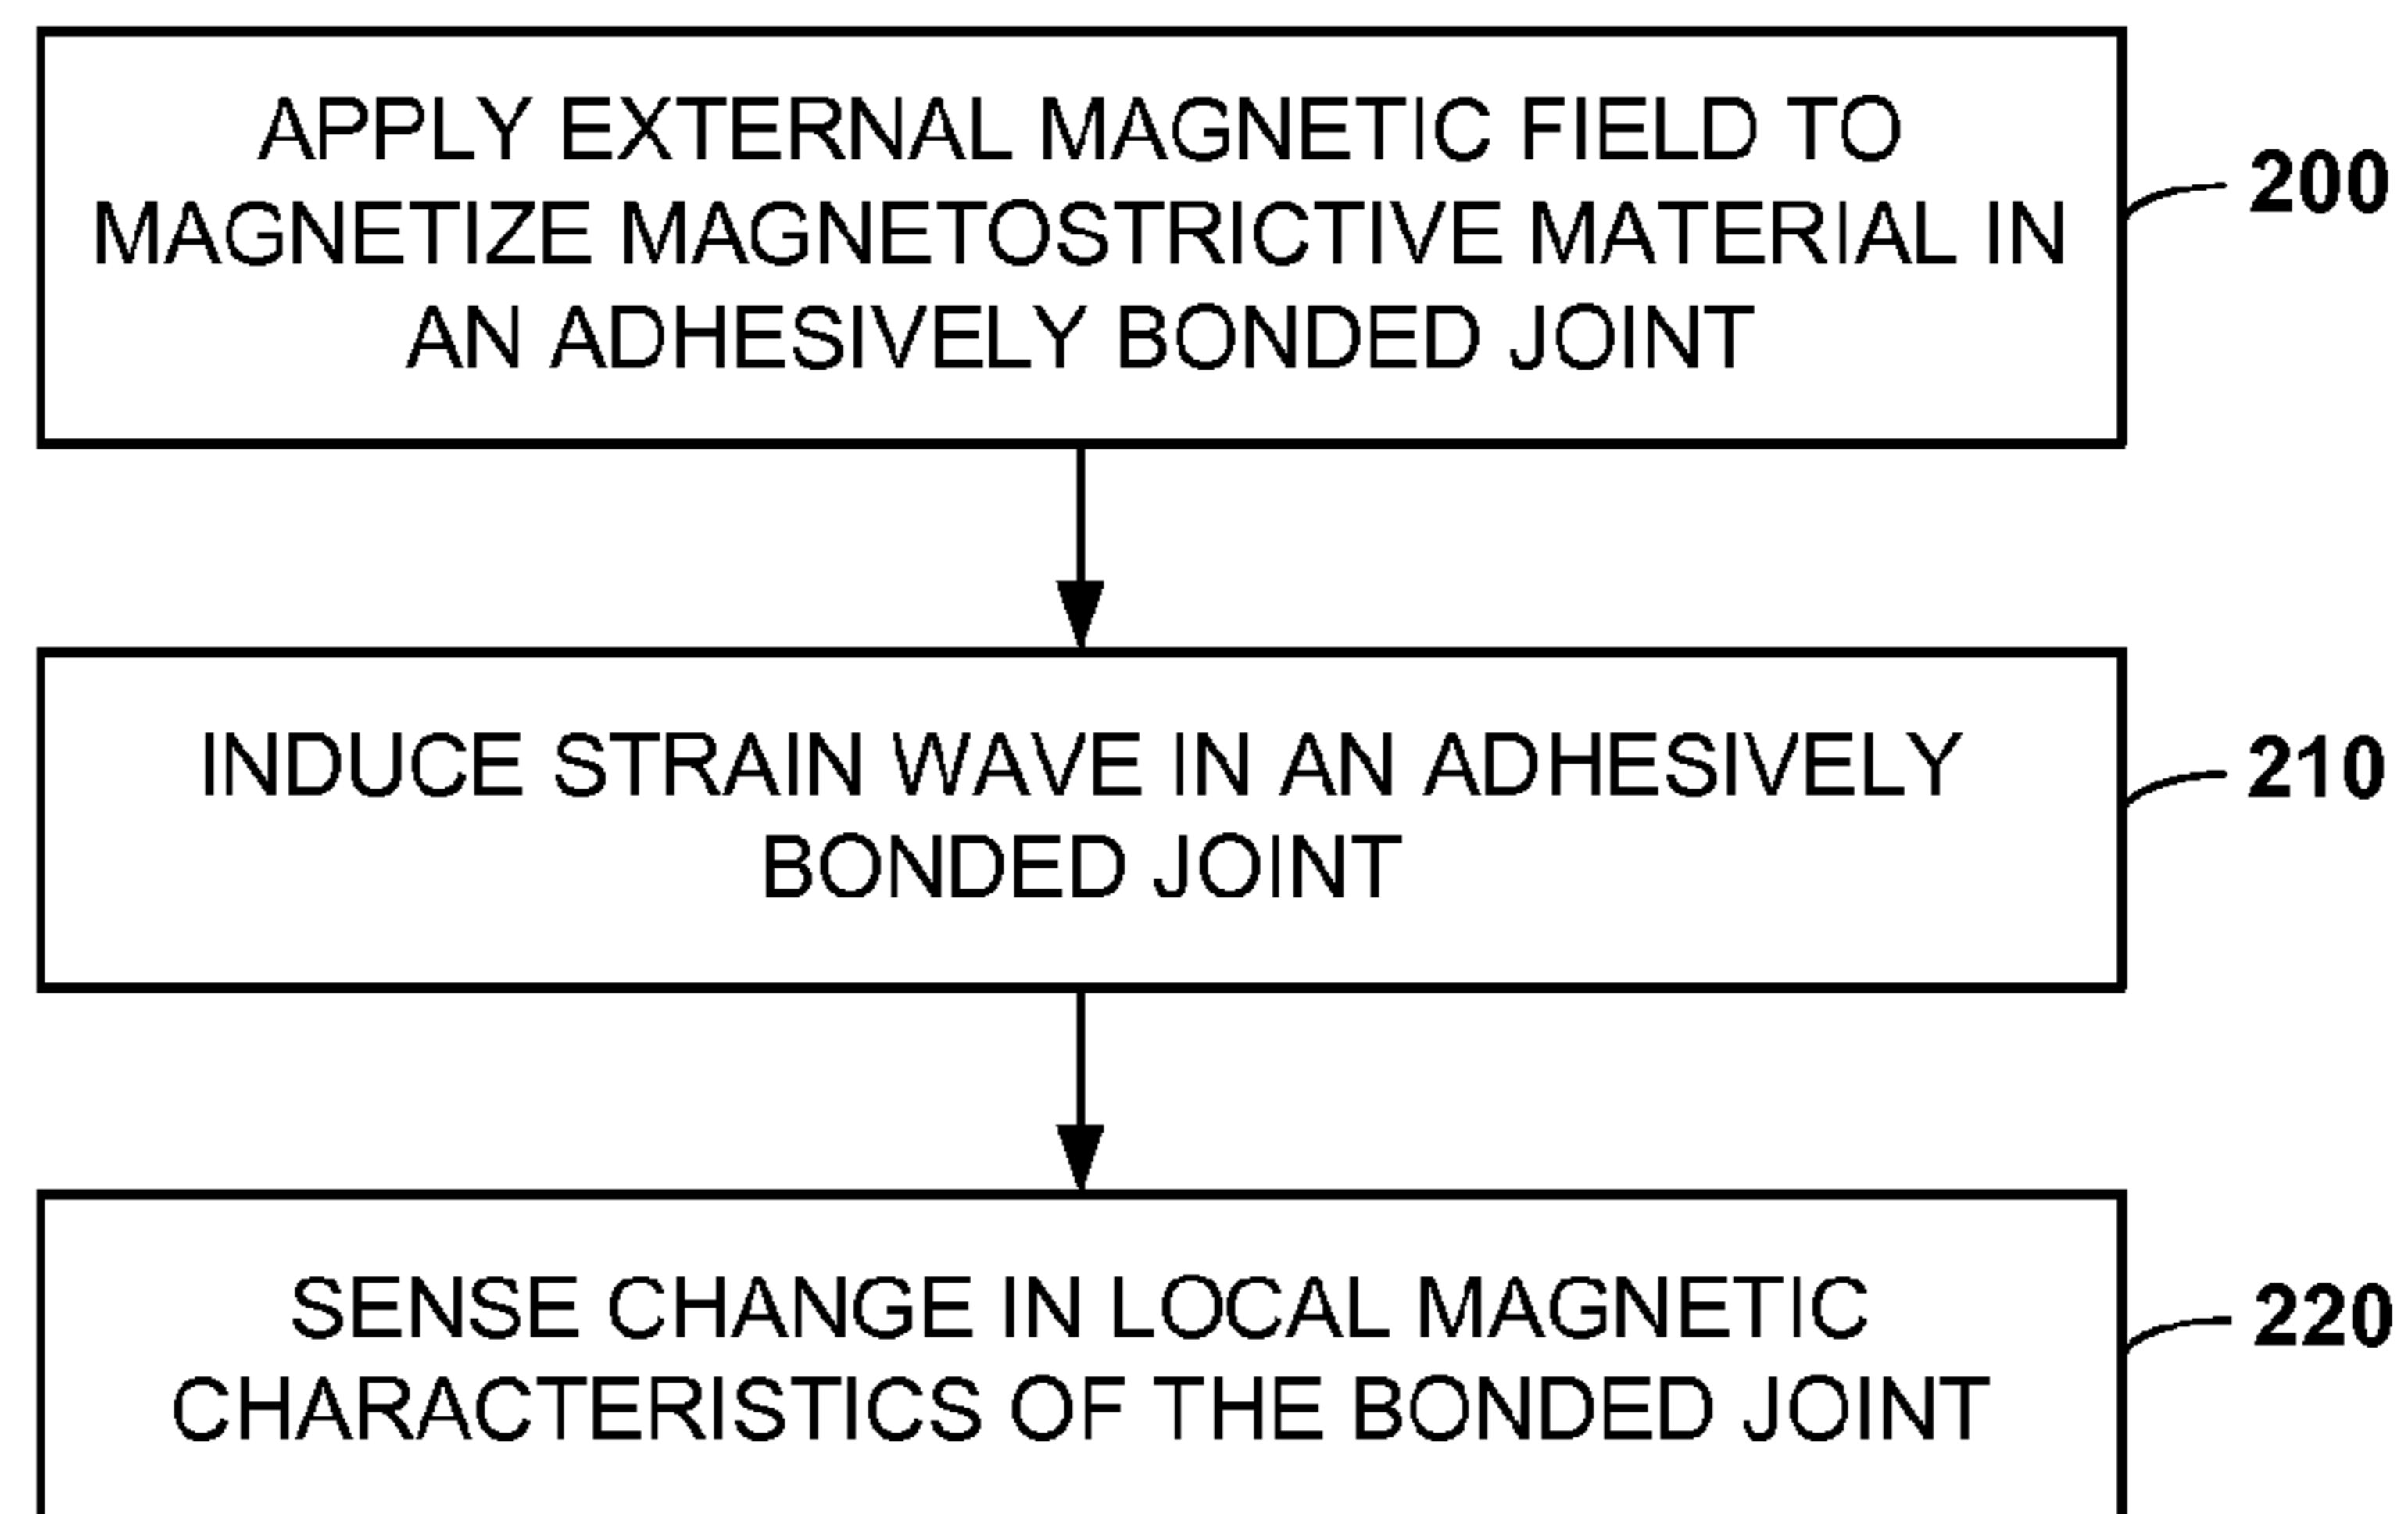 APPLY EXTERNAL MAGNETIC FIELD TO
MAGNETIZE MAGNETOSTRICTIVE MATERIAL IN
AN ADHESIVELY BONDED JOINT
200
INDUCE STRAIN WAVE IN AN ADHESIVELY
BONDED JOINT
210
SENSE CHANGE IN LOCAL MAGNETIC
CHARACTERISTICS OF THE BONDED JOINT
220